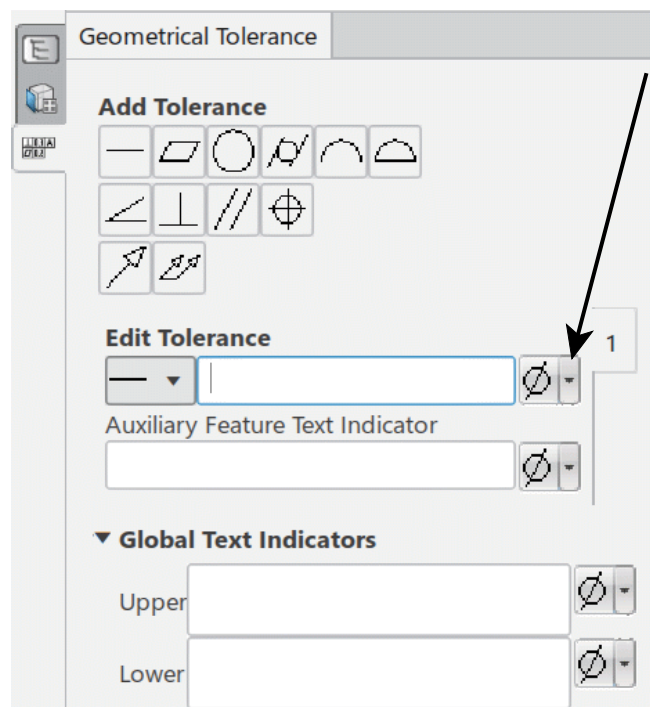 Geometrical Tolerance
Add Tolerance
Edit Tolerance
1
Auxiliary Feature Text Indicator
Global Text Indicators
Upper
Lower